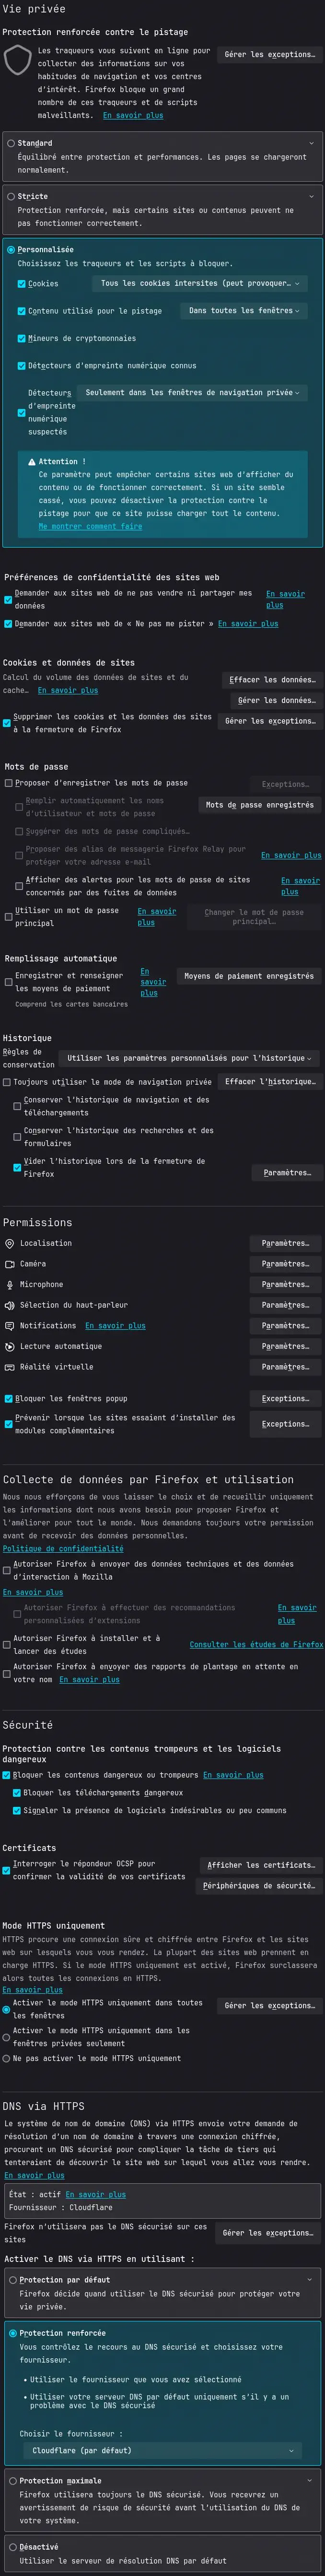 Vie privée
Protection renforcée contre le pistage
Les traqueurs vous suivent en ligne pour
collecter des informations sur vos
habitudes de navigation et vos centres
d'intérêt. Firefox bloque un grand
nombre de ces traqueurs et de scripts
malveillants. En savoir plus
Gérer les exceptions…
Standard
Équilibré entre protection et performances. Les pages se chargeront
normalement.
Stricte
Protection renforcée, mais certains sites ou contenus peuvent ne
pas fonctionner correctement.
Personnalisée
Choisissez les traqueurs et les scripts à bloquer.
Cookies
Tous les cookies intersites (peut provoquer…
Contenu utilisé pour le pistage
Dans toutes les fenêtres
Mineurs de cryptomonnaies
Détecteurs d'empreinte numérique connus
Détecteurs
d'empreinte
numérique
suspectés
Seulement dans les fenêtres de navigation privée
Attention !
Ce paramètre peut empêcher certains sites web d'afficher du
contenu ou de fonctionner correctement. Si un site semble
cassé, vous pouvez désactiver la protection contre le
pistage pour que ce site puisse charger tout le contenu.
Me montrer comment faire
Préférences de confidentialité des sites web
Demander aux sites web de ne pas vendre ni partager mes
données
En savoir
plus
Demander aux sites web de « Ne pas me pister » En savoir plus
Cookies et données de sites
Calcul du volume des données de sites et du
cache… En savoir plus
Effacer les données…
Gérer les données…
Supprimer les cookies et les données des sites
à la fermeture de Firefox
Gérer les exceptions…
Mots de passe
Proposer d'enregistrer les mots de passe
Exceptions…
Remplir automatiquement les noms
d'utilisateur et mots de passe
Mots de passe enregistrés
Suggérer des mots de passe compliqués…
Proposer des alias de messagerie Firefox Relay pour
protéger votre adresse e-mail
En savoir plus
Afficher des alertes pour les mots de passe de sites
concernés par des fuites de données
En savoir
plus
Utiliser un mot de passe
principal
En savoir
plus
Changer le mot de passe
principal…
Remplissage automatique
Enregistrer et renseigner
les moyens de paiement
En
savoir
plus
Moyens de paiement enregistrés
Comprend les cartes bancaires
Historique
Règles de
conservation
Utiliser les paramètres personnalisés pour l'historique
Toujours utiliser le mode de navigation privée
Effacer l'historique…
Conserver l'historique de navigation et des
téléchargements
Conserver l'historique des recherches et des
formulaires
Vider l'historique lors de la fermeture de
Firefox
Paramètres…
Permissions
Localisation
Paramètres…
Caméra
Paramètres…
Microphone
Paramètres…
Sélection du haut-parleur
Paramètres…
Notifications En savoir plus
Paramètres…
Lecture automatique
Paramètres…
Réalité virtuelle
Paramètres…
Bloquer les fenêtres popup
Exceptions…
Prévenir lorsque les sites essaient d'installer des
modules complémentaires
Exceptions…
Collecte de données par Firefox et utilisation
Nous nous efforçons de vous laisser le choix et de recueillir uniquement
les informations dont nous avons besoin pour proposer Firefox et
l'améliorer pour tout le monde. Nous demandons toujours votre permission
avant de recevoir des données personnelles.
Politique de confidentialité
Autoriser Firefox à envoyer des données techniques et des données
d'interaction à Mozilla
En savoir plus
Autoriser Firefox à effectuer des recommandations
personnalisées d'extensions
En savoir
plus
Autoriser Firefox à installer et à
lancer des études
Consulter les études de Firefox
Autoriser Firefox à envoyer des rapports de plantage en attente en
votre nom En savoir plus
Sécurité
Protection contre les contenus trompeurs et les logiciels
dangereux
Bloquer les contenus dangereux ou trompeurs En savoir plus
Bloquer les téléchargements dangereux
Signaler la présence de logiciels indésirables ou peu communs
Certificats
Interroger le répondeur OCSP pour
confirmer la validité de vos certificats
Afficher les certificats…
Périphériques de sécurité…
Mode HTTPS uniquement
HTTPS procure une connexion sûre et chiffrée entre Firefox et les sites
web sur lesquels vous vous rendez. La plupart des sites web prennent en
charge HTTPS. Si le mode HTTPS uniquement est activé, Firefox surclassera
alors toutes les connexions en HTTPS.
En savoir plus
Activer le mode HTTPS uniquement dans toutes
les fenêtres
Gérer les exceptions…
Activer le mode HTTPS uniquement dans les
fenêtres privées seulement
Ne pas activer le mode HTTPS uniquement
DNS via HTTPS
Le système de nom de domaine (DNS) via HTTPS envoie votre demande de
résolution d'un nom de domaine à travers une connexion chiffrée,
procurant un DNS sécurisé pour compliquer la tâche de tiers qui
tenteraient de découvrir le site web sur lequel vous allez vous rendre.
En savoir plus
État : actif En savoir plus
Fournisseur : Cloudflare
Firefox n'utilisera pas le DNS sécurisé sur ces
sites
Gérer les exceptions…
Activer le DNS via HTTPS en utilisant :
Protection par défaut
Firefox décide quand utiliser le DNS sécurisé pour protéger votre
vie privée.
Protection renforcée
Vous contrôlez le recours au DNS sécurisé et choisissez votre
fournisseur.
• Utiliser le fournisseur que vous avez sélectionné
• Utiliser votre serveur DNS par défaut uniquement s'il y a un
problème avec le DNS sécurisé
Choisir le fournisseur :
Cloudflare (par défaut)
Protection maximale
Firefox utilisera toujours le DNS sécurisé. Vous recevrez un
avertissement de risque de sécurité avant l'utilisation du DNS de
votre système.
Désactivé
Utiliser le serveur de résolution DNS par défaut